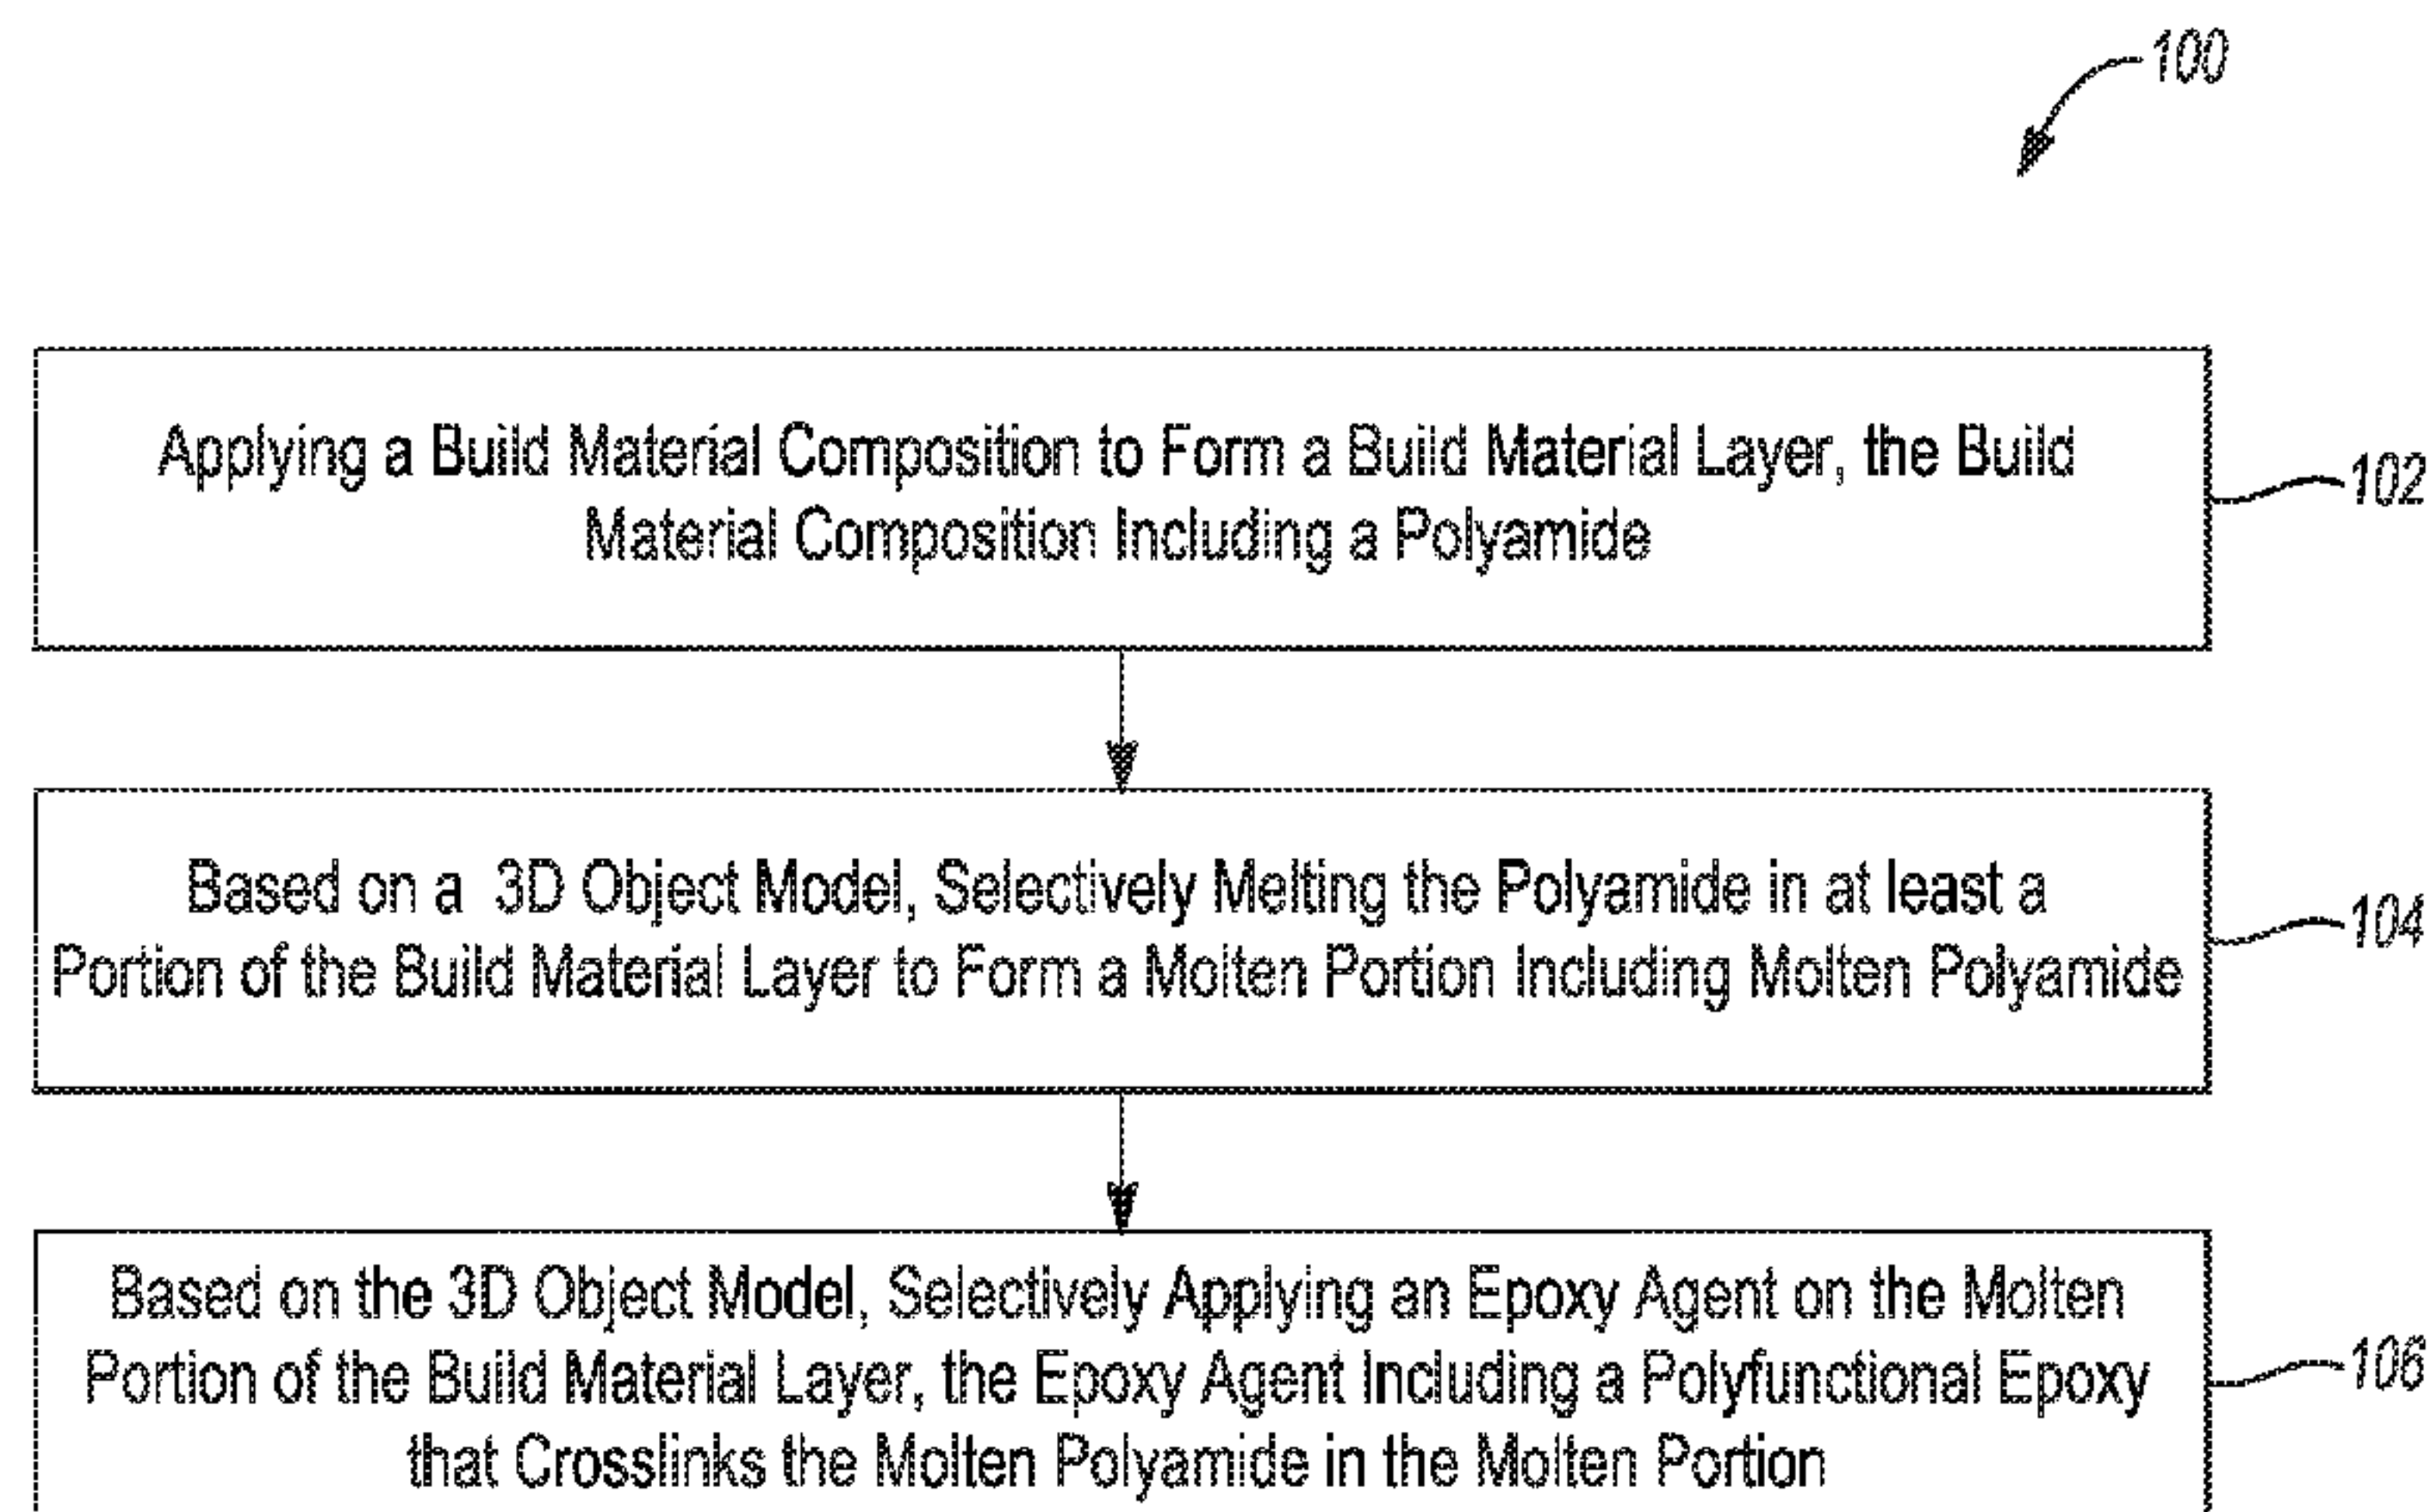 100
Applying a Build Material Composition to Form a Build Material Layer, the Build
Material Composition Including a Polyamide
102
Based on a 3D Object Model, Selectively Melting the Polyamide in at least a
Portion of the Build Material Layer to Form a Molten Portion Including Molten Polyamide
104
Based on the 3D Object Model, Selectively Applying an Epoxy Agent on the Molten
Portion of the Build Material Layer, the Epoxy Agent Including a Polyfunctional Epoxy
that Crosslinks the Molten Polyamide in the Molten Portion
106